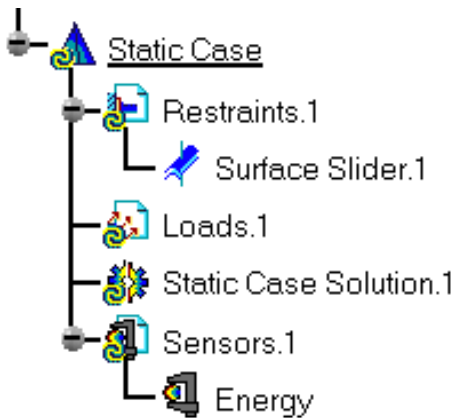 Static Case
Restraints.1
Surface Slider.1
Loads.1
Static Case Solution.1
Sensors.1
Energy